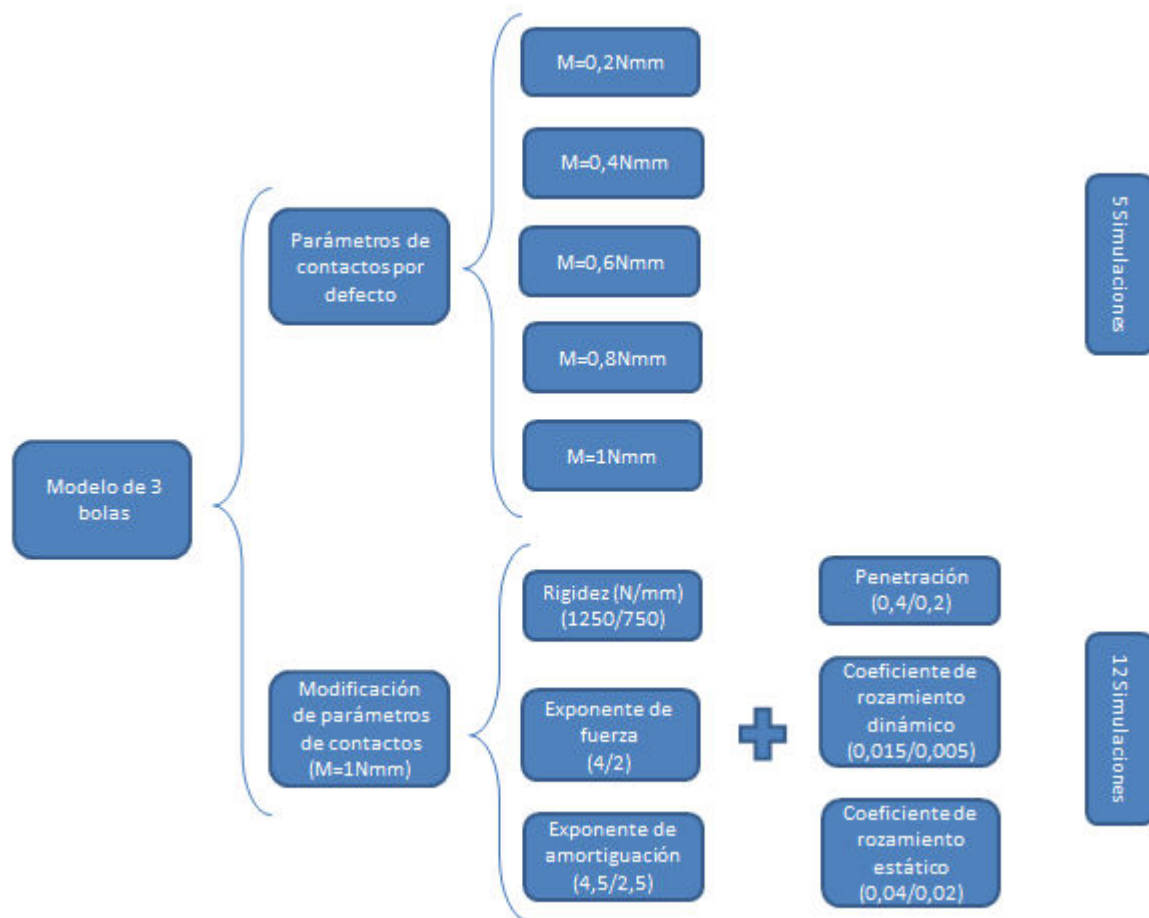 Modelo de 3
bolas
Parámetros de
contactos por
defecto
M=0,2Nmm
M=0,4Nmm
M=0,6Nmm
M=0,8Nmm
M=1Nmm
5 Simulaciones
Modificación
de parámetros
de contactos
(M=1Nmm)
Rigidez (N/mm)
(1250/750)
Exponente de
fuerza
(4/2)
Exponente de
amortiguación
(4,5/2,5)
Penetración
(0,4/0,2)
Coeficiente de
rozamiento
dinámico
(0,015/0,005)
Coeficiente de
rozamiento
estático
(0,04/0,02)
12 Simulaciones